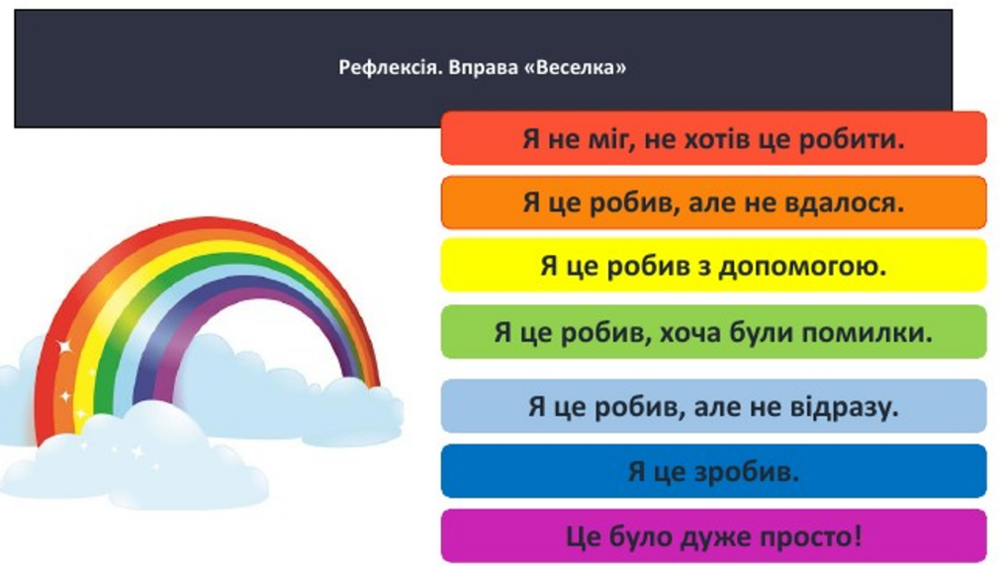 Рефлексія. Вправа «Веселка»
Я не міг, не хотів це робити.
Я це робив, але не вдалося.
Я це робив з допомогою.
Я це робив, хоча були помилки.
Я це робив, але не відразу.
Я це зробив.
Це було дуже просто!